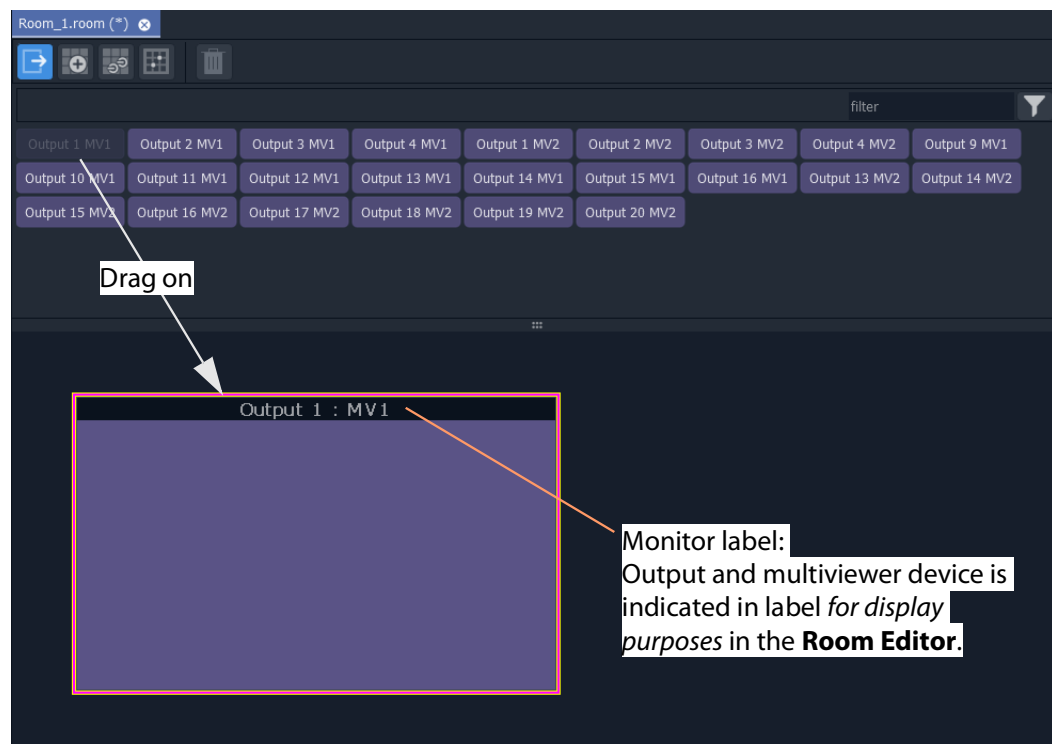 Room_1.room (*)
filter
Output 1 MV1 Output 2 MV1 Output 3 MV1 Output 4 MV1 Output 1 MV2 Output 2 MV2 Output 3 MV2 Output 4 MV2 Output 9 MV1
Output 10 MV1 Output 11 MV1 Output 12 MV1 Output 13 MV1 Output 14 MV1 Output 15 MV1 Output 16 MV1 Output 13 MV2 Output 14 MV2
Output 15 MV2 Output 16 MV2 Output 17 MV2 Output 18 MV2 Output 19 MV2 Output 20 MV2
Drag on
Output 1 : MV1
Monitor label:
Output and multiviewer device is
indicated in label for display
purposes in the Room Editor.